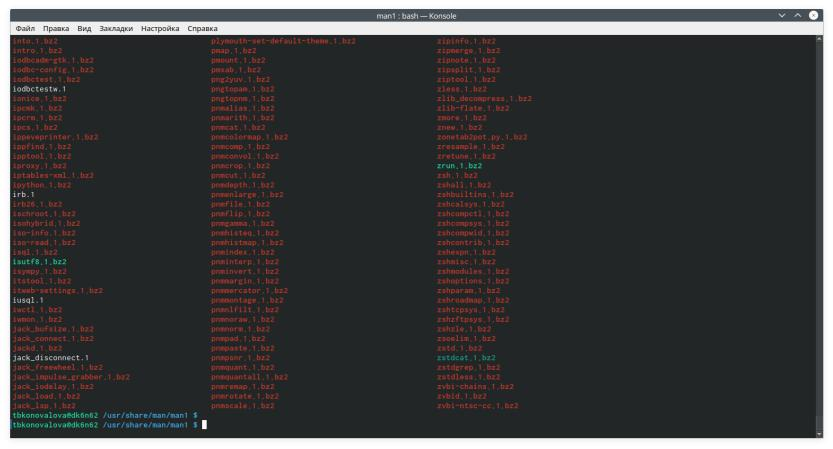 man1 : bash — Konsole
Файл Правка Вид Закладки Настройка Справка
into.1.bz2 plymouth-set-default-theme.1.bz2 zipinfo.1.bz2
intro.1.bz2 pmap.1.bz2 zipmerge.1.bz2
iodbcadm-gtk.1.bz2 pmount.1.bz2 zipnote.1.bz2
iodbc-config.1.bz2 pmsab.1.bz2 zipsplit.1.bz2
iodbctest.1.bz2 png2yuv.1.bz2 ziptool.1.bz2
iodbctestw.1 pngtopam.1.bz2 zless.1.bz2
ionice.1.bz2 pngtopnm.1.bz2 zlib_decompress.1.bz2
ipcmk.1.bz2 pnmalias.1.bz2 zlib-flate.1.bz2
ipcrm.1.bz2 pnmarith.1.bz2 zmore.1.bz2
ipcs.1.bz2 pnmcat.1.bz2 znew.1.bz2
ippeveprinter.1.bz2 pnmcolormap.1.bz2 zonetab2pot.py.1.bz2
ippfind.1.bz2 pnmcomp.1.bz2 zresample.1.bz2
ipptool.1.bz2 pnmconvol.1.bz2 zretune.1.bz2
iproxy.1.bz2 pnmcrop.1.bz2 zrun.1.bz2
iptables-xml.1.bz2 pnmcut.1.bz2 zsh.1.bz2
ipython.1.bz2 pnmdepth.1.bz2 zshall.1.bz2
irb.1 pnmenlarge.1.bz2 zshbuiltins.1.bz2
irb26.1.bz2 pnmfile.1.bz2 zshcalsys.1.bz2
ischroot.1.bz2 pnmflip.1.bz2 zshcompctl.1.bz2
isohybrid.1.bz2 pnmgamma.1.bz2 zshcompsys.1.bz2
iso-info.1.bz2 pnmhisteq.1.bz2 zshcompwid.1.bz2
iso-read.1.bz2 pnmhistmap.1.bz2 zshcontrib.1.bz2
isql.1.bz2 pnmindex.1.bz2 zshexpn.1.bz2
isutf8.1.bz2 pnminterp.1.bz2 zshmisc.1.bz2
isympy.1.bz2 pnminvert.1.bz2 zshmodules.1.bz2
itstool.1.bz2 pnmmargin.1.bz2 zshoptions.1.bz2
itweb-settings.1.bz2 pnmmercator.1.bz2 zshparam.1.bz2
iusql.1 pnmmontage.1.bz2 zshroadmap.1.bz2
iwctl.1.bz2 pnmnlfilt.1.bz2 zshtcpsys.1.bz2
iwmon.1.bz2 pnmnoraw.1.bz2 zshzftpsys.1.bz2
jack_bufsize.1.bz2 pnmnorm.1.bz2 zshzle.1.bz2
jack_connect.1.bz2 pnmpad.1.bz2 zsoelim.1.bz2
jackd.1.bz2 pnmpaste.1.bz2 zstd.1.bz2
jack_disconnect.1 pnmpsnr.1.bz2 zstdcat.1.bz2
jack_freewheel.1.bz2 pnmquant.1.bz2 zstdgrep.1.bz2
jack_impulse_grabber.1.bz2 pnmquantall.1.bz2 zstdless.1.bz2
jack_iodelay.1.bz2 pnmremap.1.bz2 zvbi-chains.1.bz2
jack_load.1.bz2 pnmrotate.1.bz2 zvbid.1.bz2
jack_lsp.1.bz2 pnmscale.1.bz2 zvbi-ntsc-cc.1.bz2
tbkonovalova@dk6n62 /usr/share/man/man1 $
tbkonovalova@dk6n62 /usr/share/man/man1 $